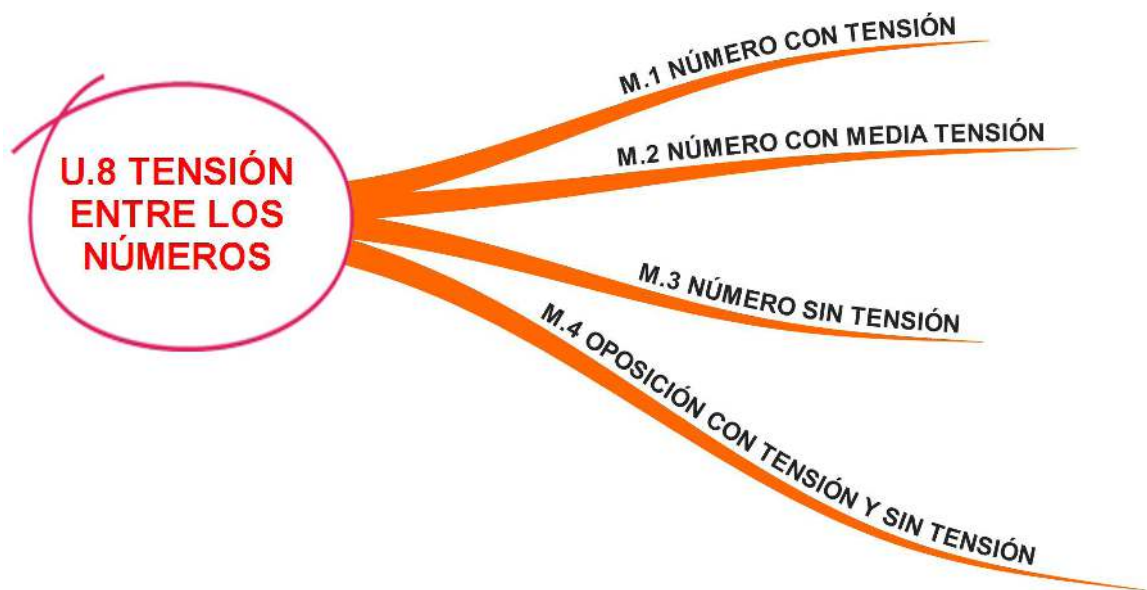 U.8 TENSIÓN
ENTRE LOS
NÚMEROS
M.1 NÚMERO CON TENSIÓN
M.2 NÚMERO CON MEDIA TENSIÓN
M.3 NÚMERO SIN TENSIÓN
M.4 OPOSICIÓN CON TENSIÓN Y SIN TENSIÓN